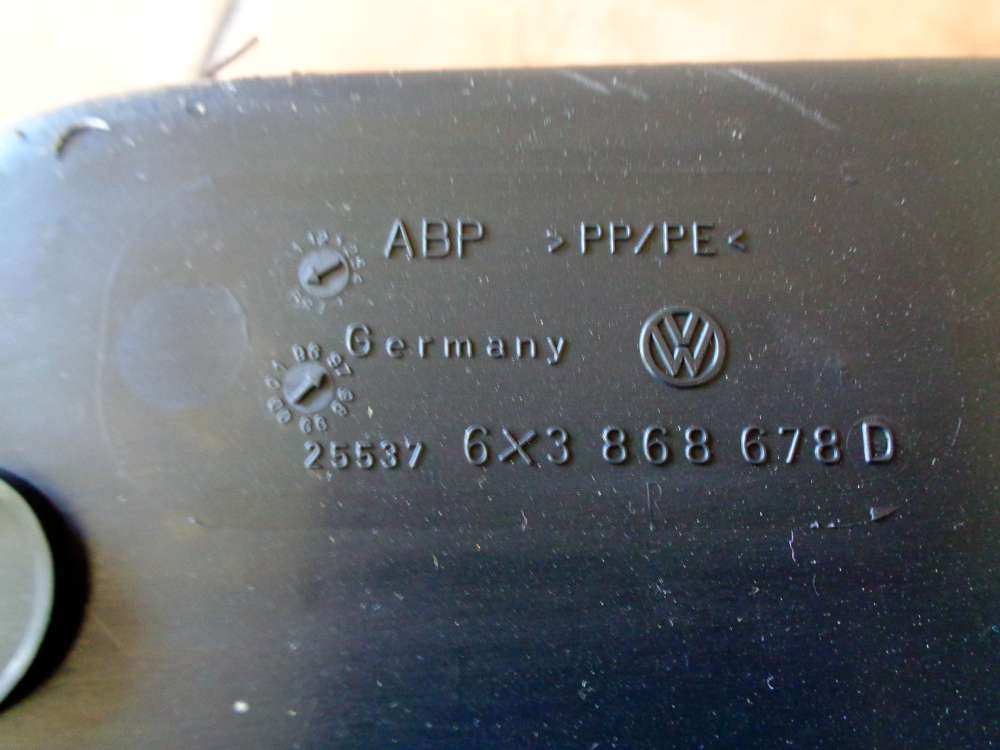 ABP >PP/PE<
Germany
25537 6X3 868 678 D